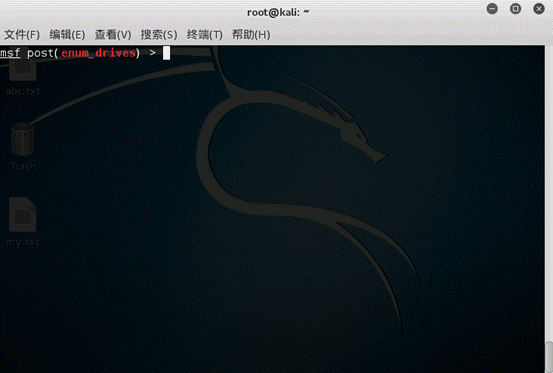 root@kali: ~
文件(F) 编辑(E) 查看(V) 搜索(S) 终端(T) 帮助(H)
msf post(enum_drives) >
abc.txt
Trash
my.txt